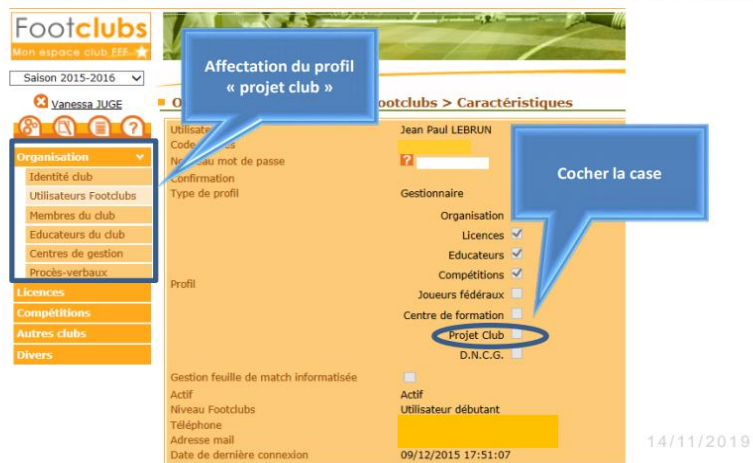 Footclubs
Mon espace club FFF
Saison 2015-2016
Vanessa JUGE
Organisation
Identité club
Utilisateurs Footclubs
Membres du club
Educateurs du club
Centres de gestion
Procès-verbaux
Licences
Compétitions
Autres clubs
Divers
Affectation du profil
« projet club »
ootclubs > Caractéristiques
Utilisate
Jean Paul LEBRUN
Code
mot de passe
?
Confirmation
Type de profil
Gestionnaire
Profil
Organisation
Licences
Educateurs
Compétitions
Joueurs fédéraux
Centre de formation
Projet Club
D.N.C.G.
Cocher la case
Gestion feuille de match informatisée
Actif
Actif
Niveau Footclubs
Utilisateur débutant
Téléphone
Adresse mail
Date de dernière connexion
09/12/2015 17:51:07
14/11/2019